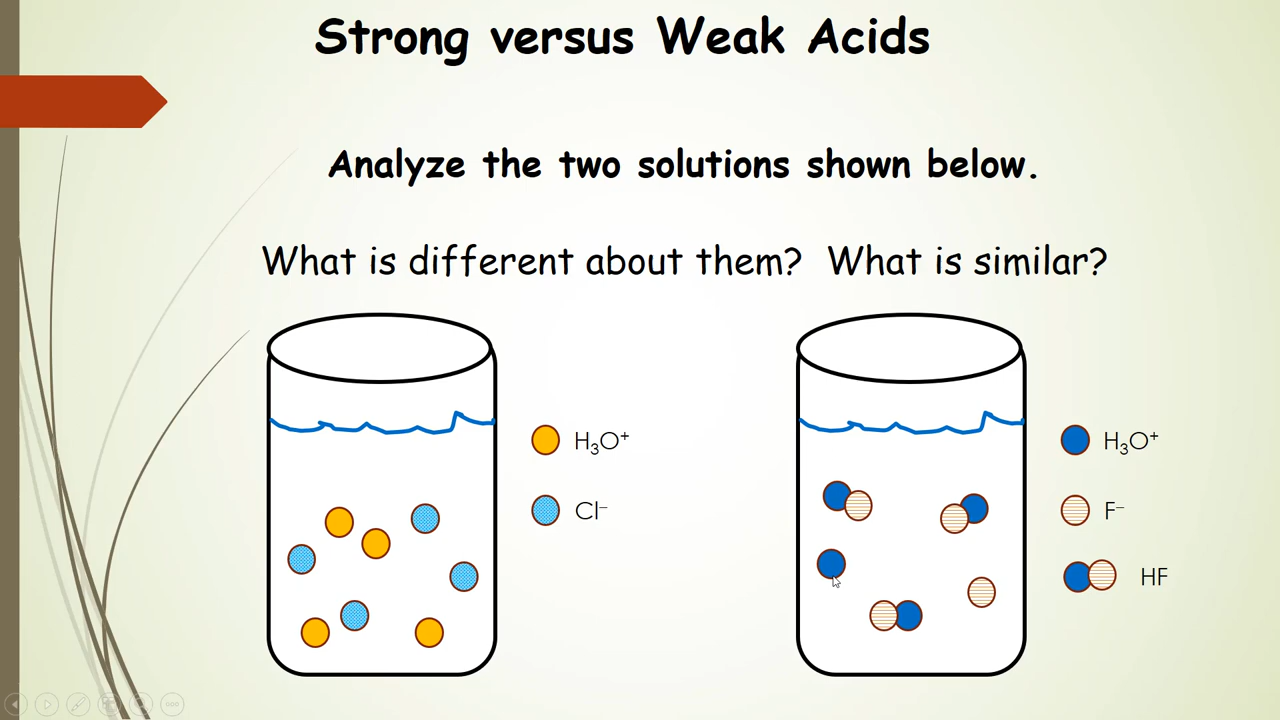 Strong versus Weak Acids
Analyze the two solutions shown below.
What is different about them? What is similar?
H₃O⁺
Cl⁻
H₃O⁺
F⁻
HF